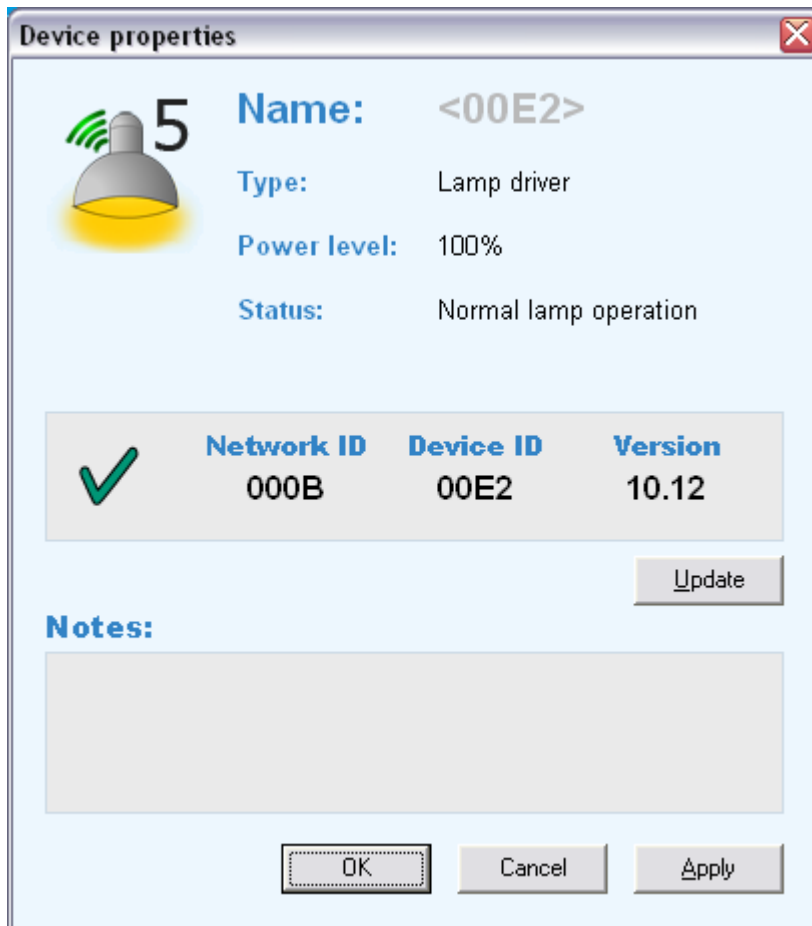 Device properties
5
Name: <00E2>
Type: Lamp driver
Power level: 100%
Status: Normal lamp operation
Network ID Device ID Version
000B 00E2 10.12
Update
Notes:
OK Cancel Apply